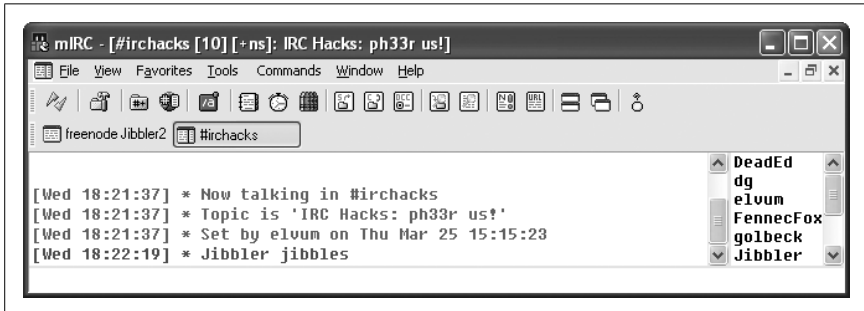 mIRC - [#irchacks [10] [+ns]: IRC Hacks: ph33r us!]
File View Favorites Tools Commands Window Help
freenode Jibbler2 #irchacks
[Wed 18:21:37] * Now talking in #irchacks
[Wed 18:21:37] * Topic is 'IRC Hacks: ph33r us!'
[Wed 18:21:37] * Set by elvum on Thu Mar 25 15:15:23
[Wed 18:22:19] * Jibbler jibbles
DeadEd
dg
elvum
FennecFox
golbeck
Jibbler